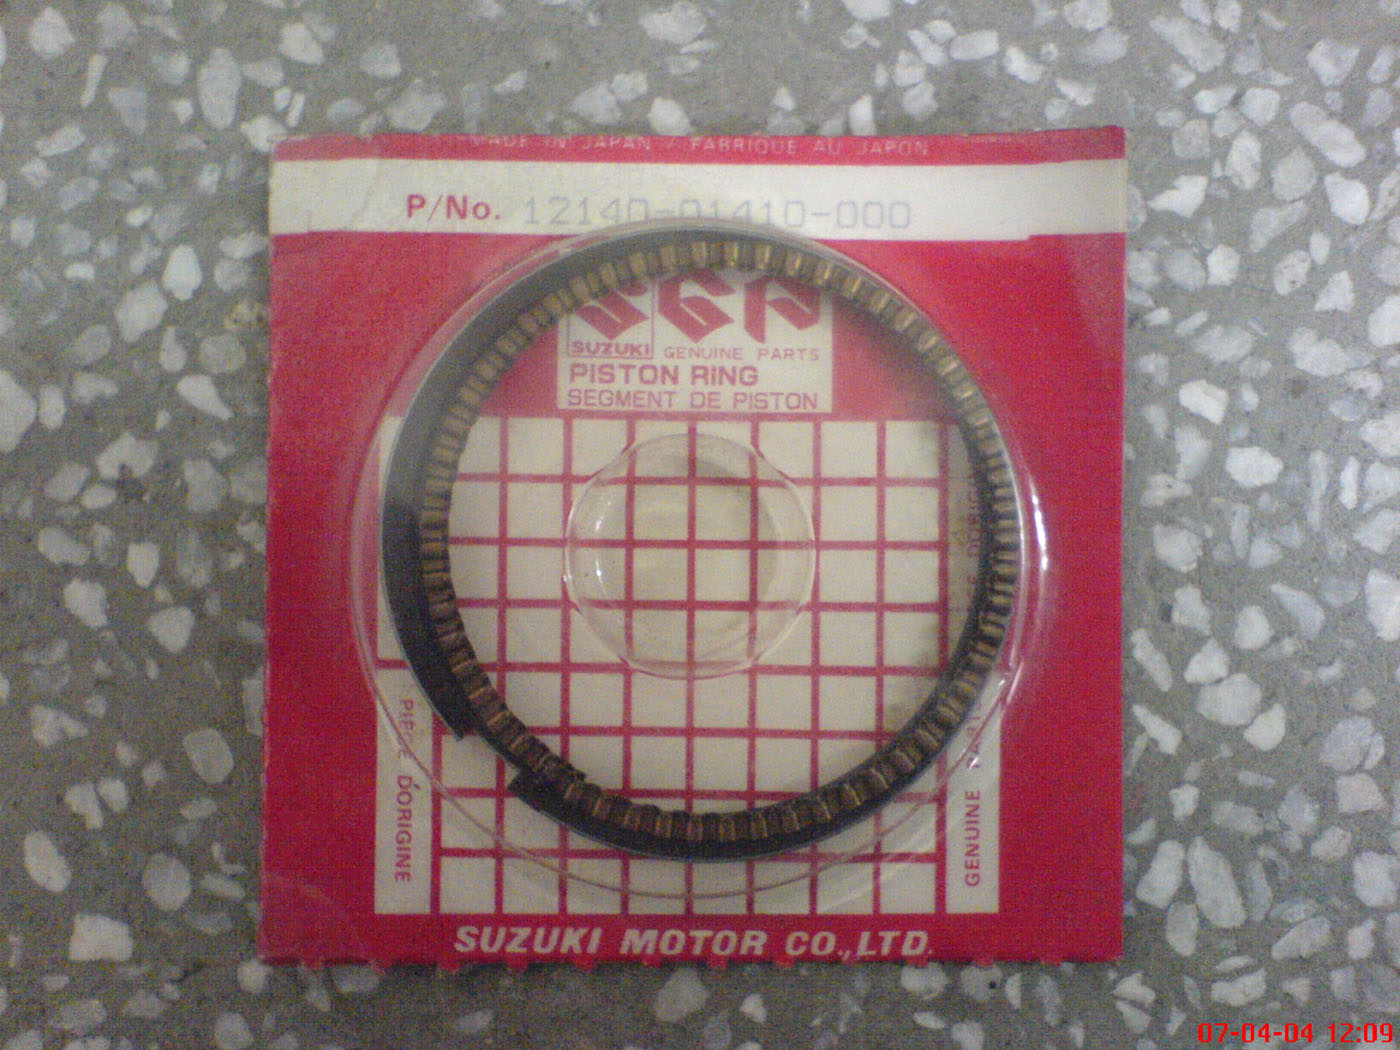 MADE IN JAPAN / FABRIQUE AU JAPON
P/No. 12140-01410-000
SGP
SUZUKI GENUINE PARTS
PISTON RING
SEGMENT DE PISTON
PIÈCE D'ORIGINE
GENUINE PARTS
SUZUKI MOTOR CO.,LTD.
07-04-04 12:09